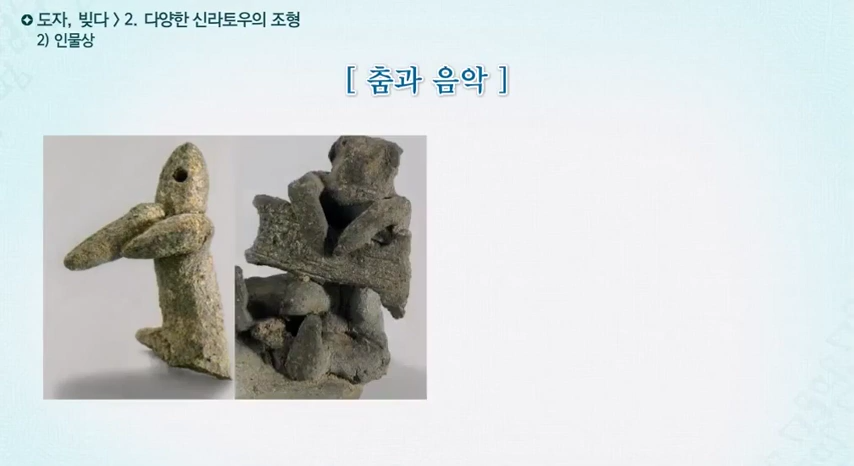 도자, 빚다 > 2. 다양한 신라토우의 조형
2) 인물상
[ 춤과 음악 ]